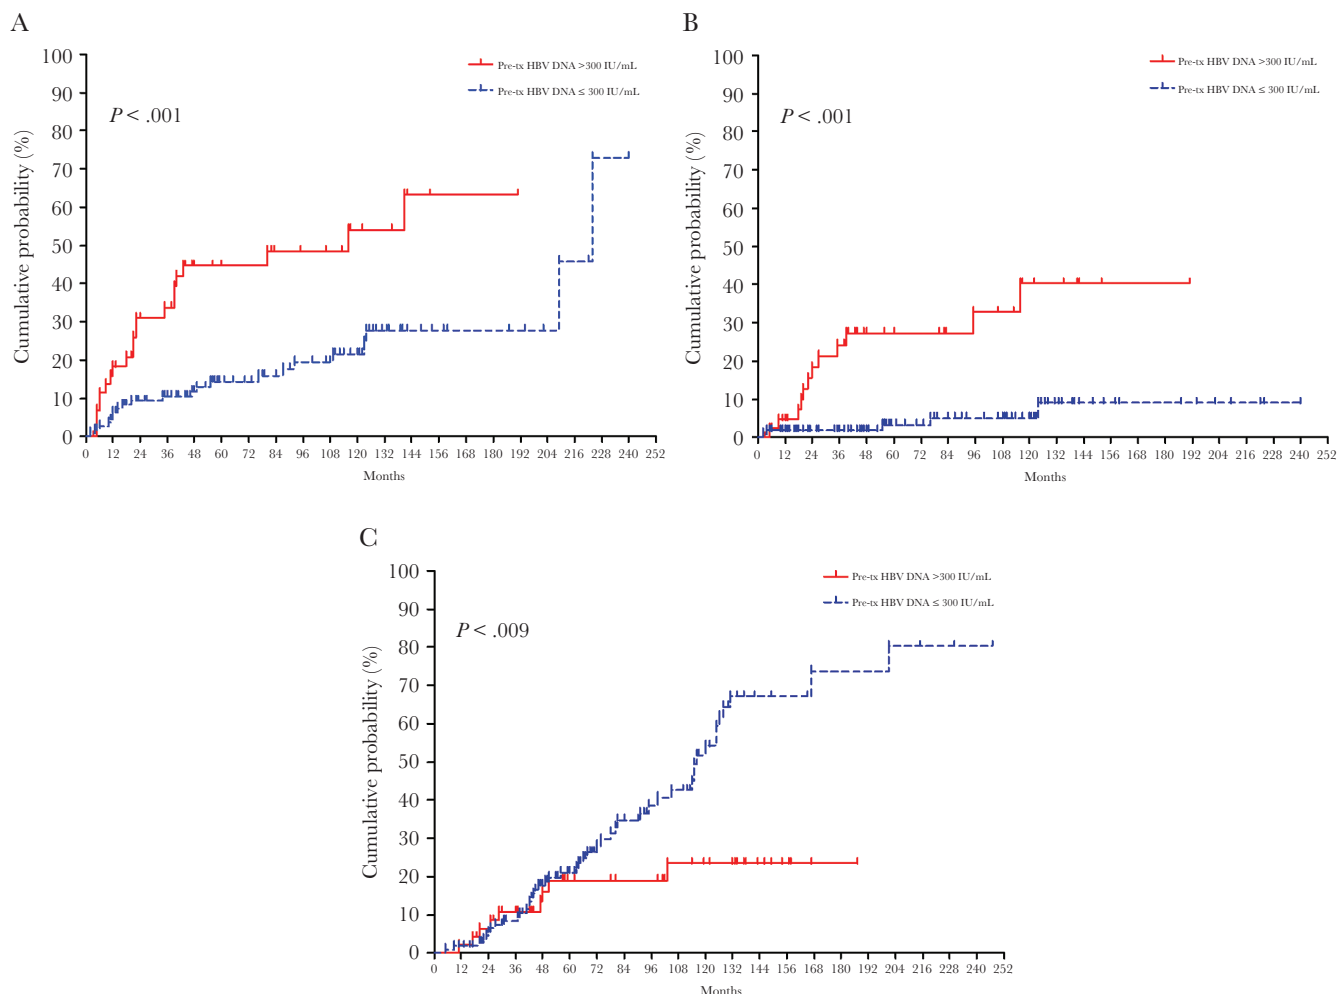 A
Cumulative probability (%)
100
90
80
70
60
50
40
30
20
10
0
P < .001
Pre-tx HBV DNA >300 IU/mL
Pre-tx HBV DNA ≤ 300 IU/mL
0 12 24 36 48 60 72 84 96 108 120 132 144 156 168 180 192 204 216 228 240 252
Months
B
Cumulative probability (%)
100
90
80
70
60
50
40
30
20
10
0
P < .001
Pre-tx HBV DNA >300 IU/mL
Pre-tx HBV DNA ≤ 300 IU/mL
0 12 24 36 48 60 72 84 96 108 120 132 144 156 168 180 192 204 216 228 240 252
Months
C
Cumulative probability (%)
100
90
80
70
60
50
40
30
20
10
0
P < .009
Pre-tx HBV DNA >300 IU/mL
Pre-tx HBV DNA ≤ 300 IU/mL
0 12 24 36 48 60 72 84 96 108 120 132 144 156 168 180 192 204 216 228 240 252
Months